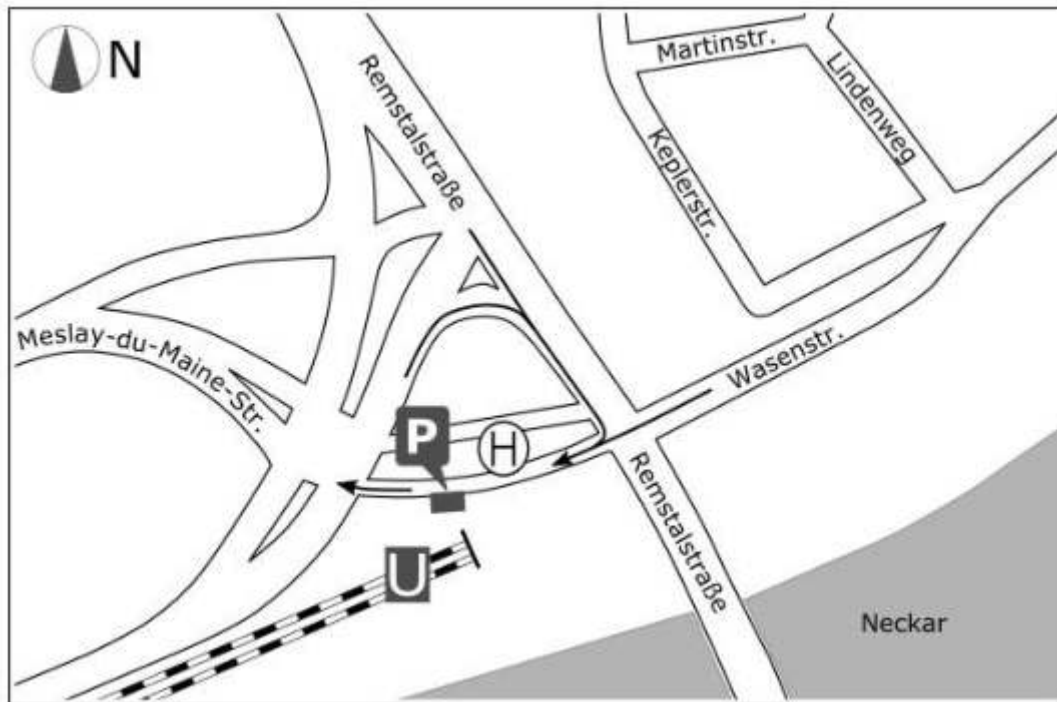 N
Remstalstraße
Martinstr.
Lindenweg
Keplerstr.
Meslay-du-Maine-Str.
Wasenstr.
P
H
Remstalstraße
U
Neckar